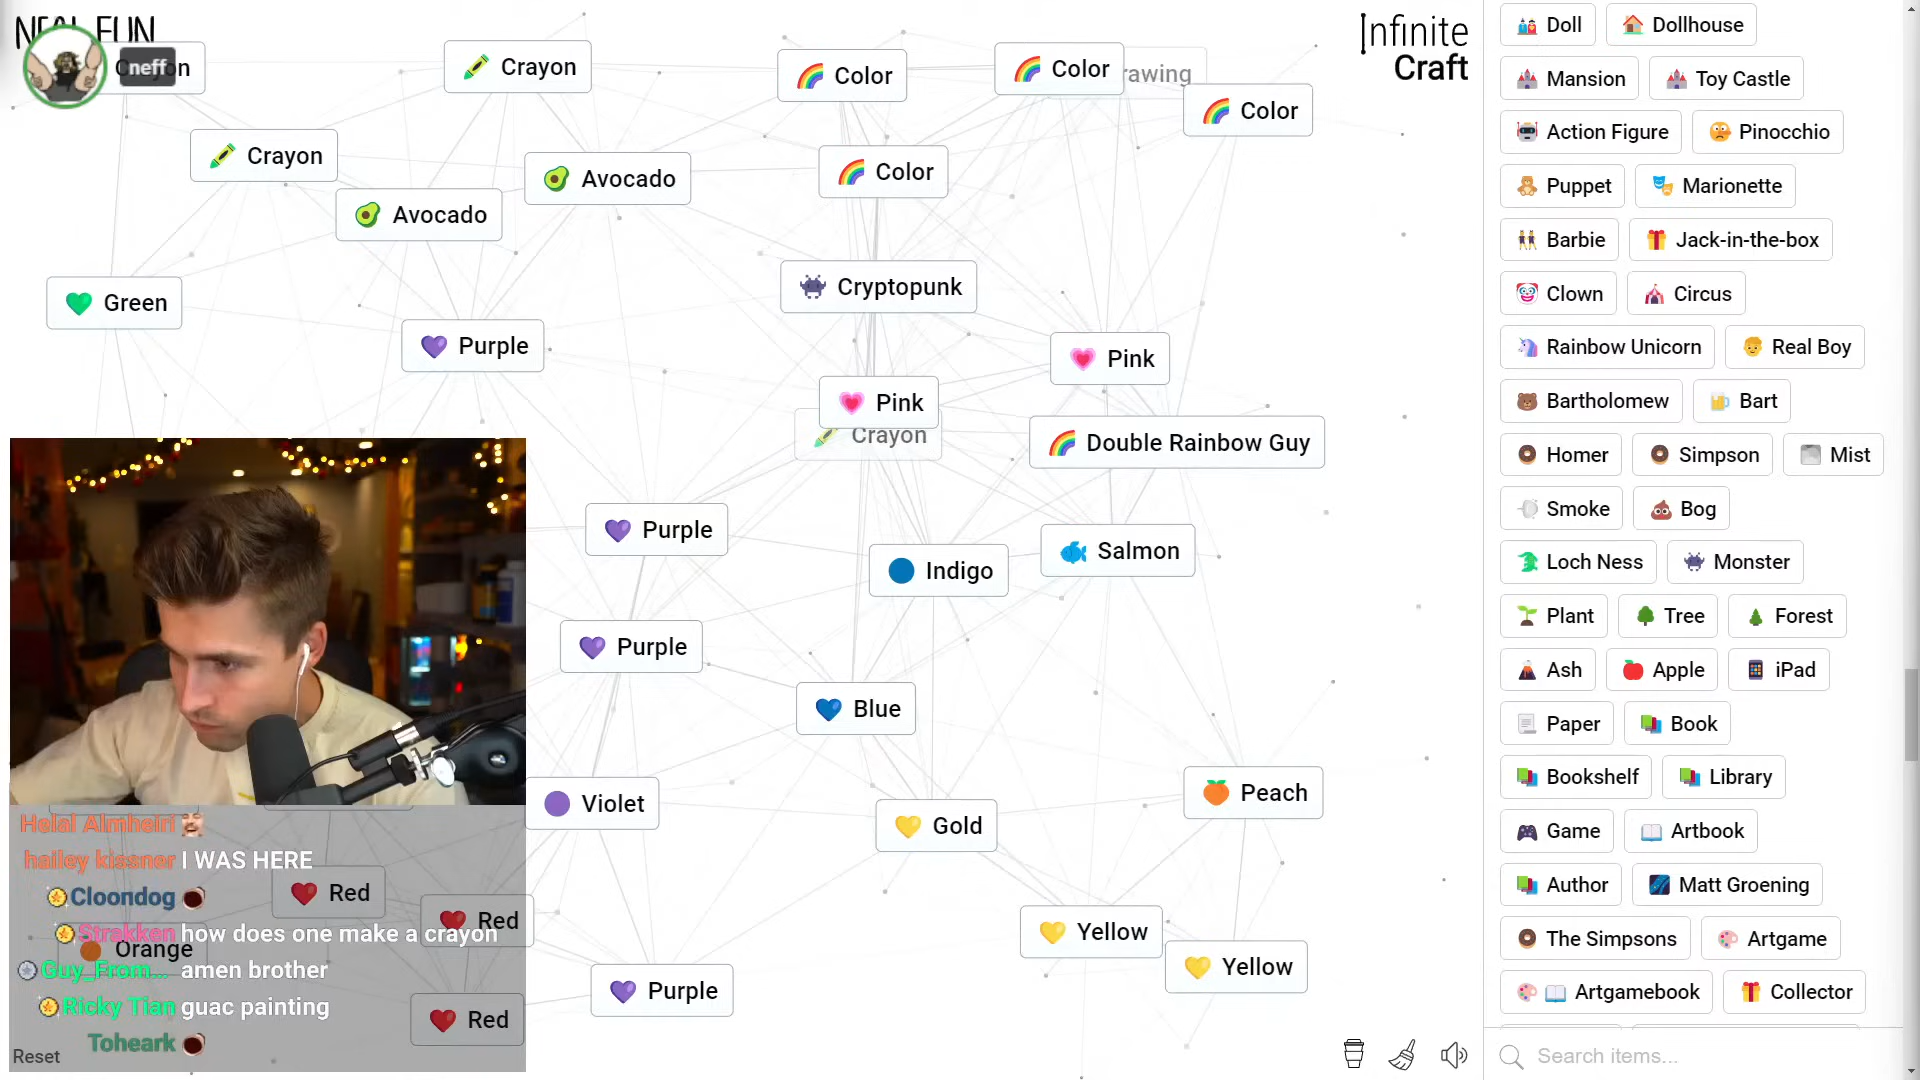 NEAL.FUN
neff
Crayon
Color
Color
rawing
Infinite
Craft
Color
Crayon
Avocado
Color
Avocado
Green
Cryptopunk
Purple
Pink
Pink
Crayon
Double Rainbow Guy
Purple
Indigo
Salmon
Purple
Blue
Violet
Gold
Peach
Yellow
Yellow
Purple
Red
Red
Orange
Red
Helal Almheiri
hailey kissner I WAS HERE
Cloondog
Strakken how does one make a crayon
Guy_From... amen brother
Ricky Tian guac painting
Toheark
Reset
Doll Dollhouse
Mansion Toy Castle
Action Figure Pinocchio
Puppet Marionette
Barbie Jack-in-the-box
Clown Circus
Rainbow Unicorn Real Boy
Bartholomew Bart
Homer Simpson Mist
Smoke Bog
Loch Ness Monster
Plant Tree Forest
Ash Apple iPad
Paper Book
Bookshelf Library
Game Artbook
Author Matt Groening
The Simpsons Artgame
Artgamebook Collector
Search items...